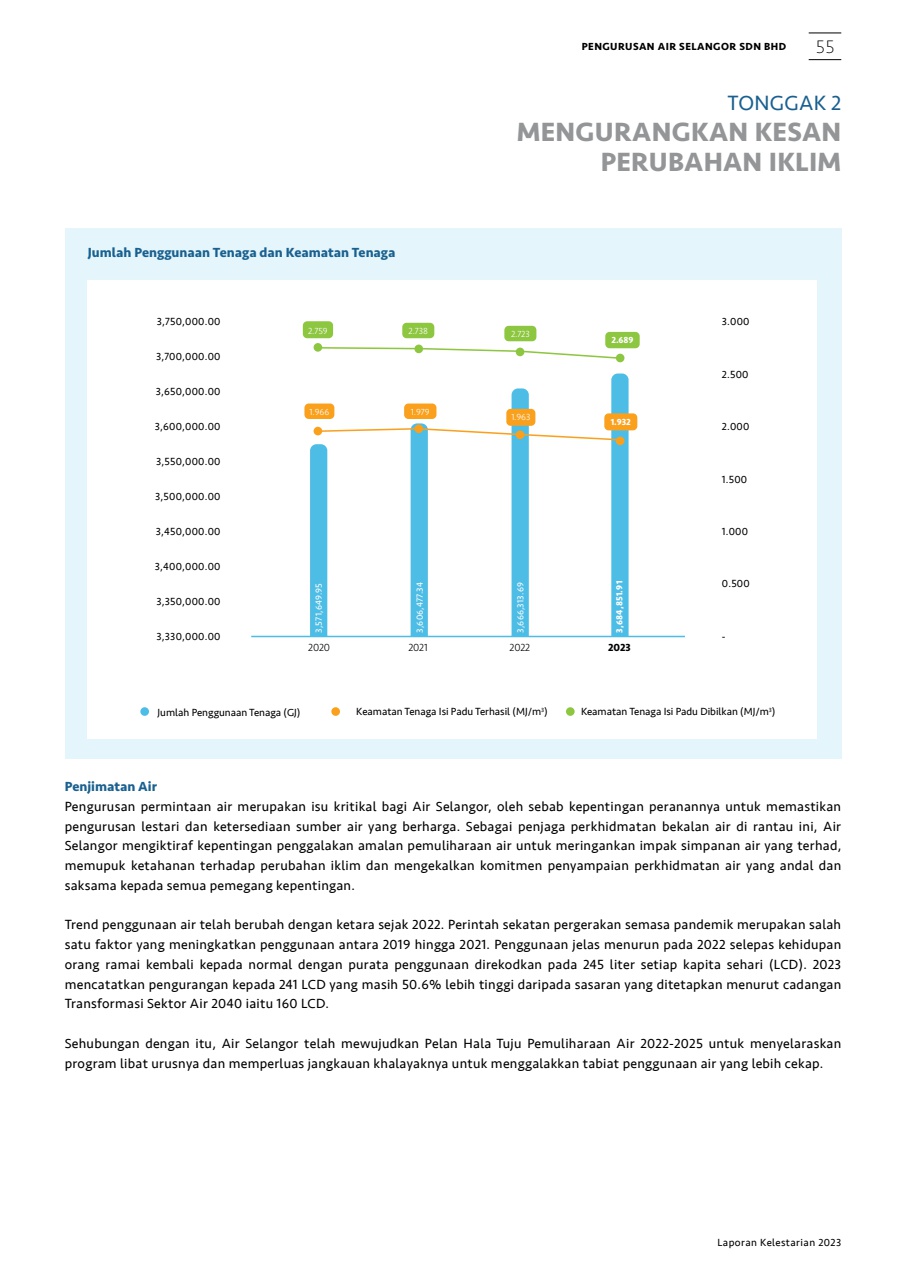 PENGURUSAN AIR SELANGOR SDN BHD 55
TONGGAK 2
MENGURANGKAN KESAN
PERUBAHAN IKLIM
Jumlah Penggunaan Tenaga dan Keamatan Tenaga
3,750,000.00
3,700,000.00
3,650,000.00
3,600,000.00
3,550,000.00
3,500,000.00
3,450,000.00
3,400,000.00
3,350,000.00
3,330,000.00
2.759 2.738 2.723 2.689
1.966 1.979 1.963 1.932
3,571,649.95
3,606,477.34
3,666,313.69
3,684,851.91
3.000
2.500
2.000
1.500
1.000
0.500
-
2020 2021 2022 2023
Jumlah Penggunaan Tenaga (GJ) Keamatan Tenaga Isi Padu Terhasil (MJ/m³) Keamatan Tenaga Isi Padu Dibilkan (MJ/m³)
Penjimatan Air
Pengurusan permintaan air merupakan isu kritikal bagi Air Selangor, oleh sebab kepentingan peranannya untuk memastikan
pengurusan lestari dan ketersediaan sumber air yang berharga. Sebagai penjaga perkhidmatan bekalan air di rantau ini, Air
Selangor mengiktiraf kepentingan penggalakan amalan pemuliharaan air untuk meringankan impak simpanan air yang terhad,
memupuk ketahanan terhadap perubahan iklim dan mengekalkan komitmen penyampaian perkhidmatan air yang andal dan
saksama kepada semua pemegang kepentingan.
Trend penggunaan air telah berubah dengan ketara sejak 2022. Perintah sekatan pergerakan semasa pandemik merupakan salah
satu faktor yang meningkatkan penggunaan antara 2019 hingga 2021. Penggunaan jelas menurun pada 2022 selepas kehidupan
orang ramai kembali kepada normal dengan purata penggunaan direkodkan pada 245 liter setiap kapita sehari (LCD). 2023
mencatatkan pengurangan kepada 241 LCD yang masih 50.6% lebih tinggi daripada sasaran yang ditetapkan menurut cadangan
Transformasi Sektor Air 2040 iaitu 160 LCD.
Sehubungan dengan itu, Air Selangor telah mewujudkan Pelan Hala Tuju Pemuliharaan Air 2022-2025 untuk menyelaraskan
program libat urusnya dan memperluas jangkauan khalayaknya untuk menggalakkan tabiat penggunaan air yang lebih cekap.
Laporan Kelestarian 2023